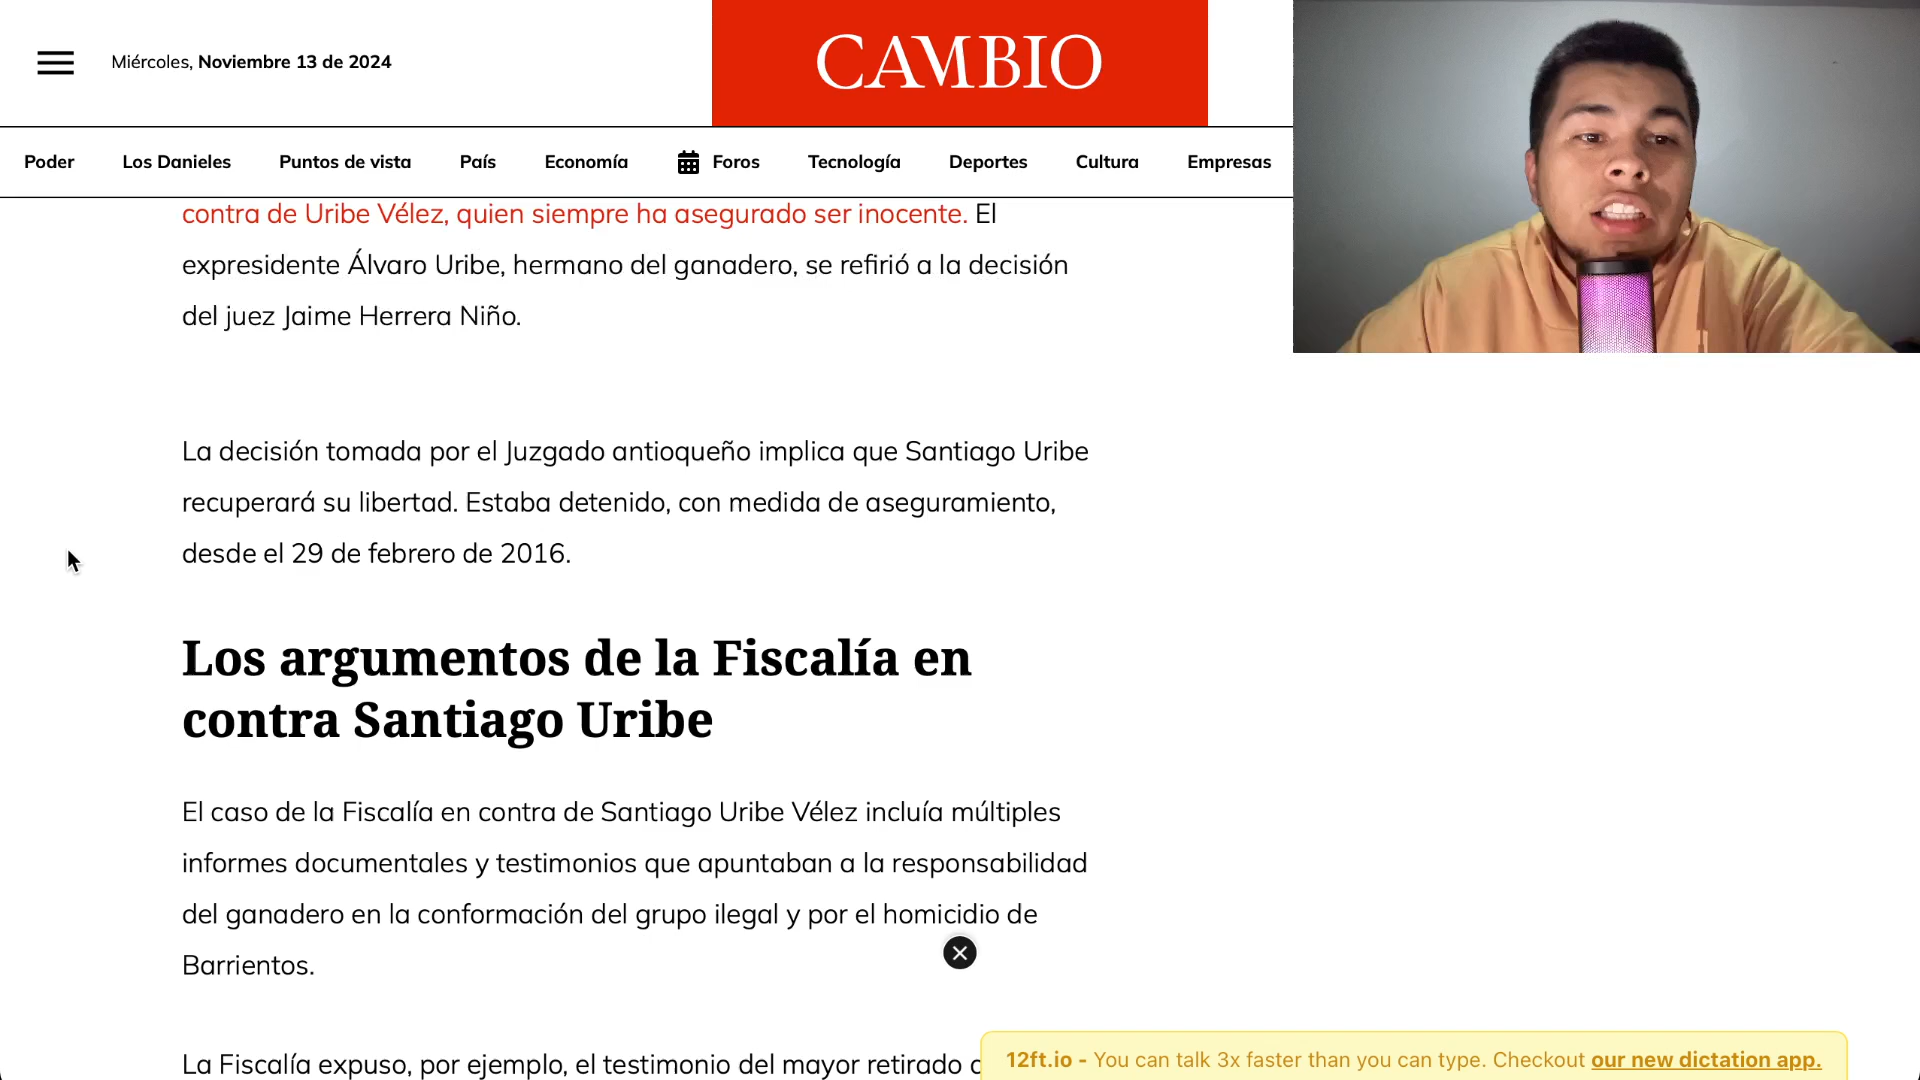 Miércoles, Noviembre 13 de 2024
CAMBIO
Poder Los Danieles Puntos de vista País Economía Foros Tecnología Deportes Cultura Empresas
contra de Uribe Vélez, quien siempre ha asegurado ser inocente. El
expresidente Álvaro Uribe, hermano del ganadero, se refirió a la decisión
del juez Jaime Herrera Niño.
La decisión tomada por el Juzgado antioqueño implica que Santiago Uribe
recuperará su libertad. Estaba detenido, con medida de aseguramiento,
desde el 29 de febrero de 2016.
Los argumentos de la Fiscalía en
contra Santiago Uribe
El caso de la Fiscalía en contra de Santiago Uribe Vélez incluía múltiples
informes documentales y testimonios que apuntaban a la responsabilidad
del ganadero en la conformación del grupo ilegal y por el homicidio de
Barrientos.
La Fiscalía expuso, por ejemplo, el testimonio del mayor retirado
12ft.io - You can talk 3x faster than you can type. Checkout our new dictation app.